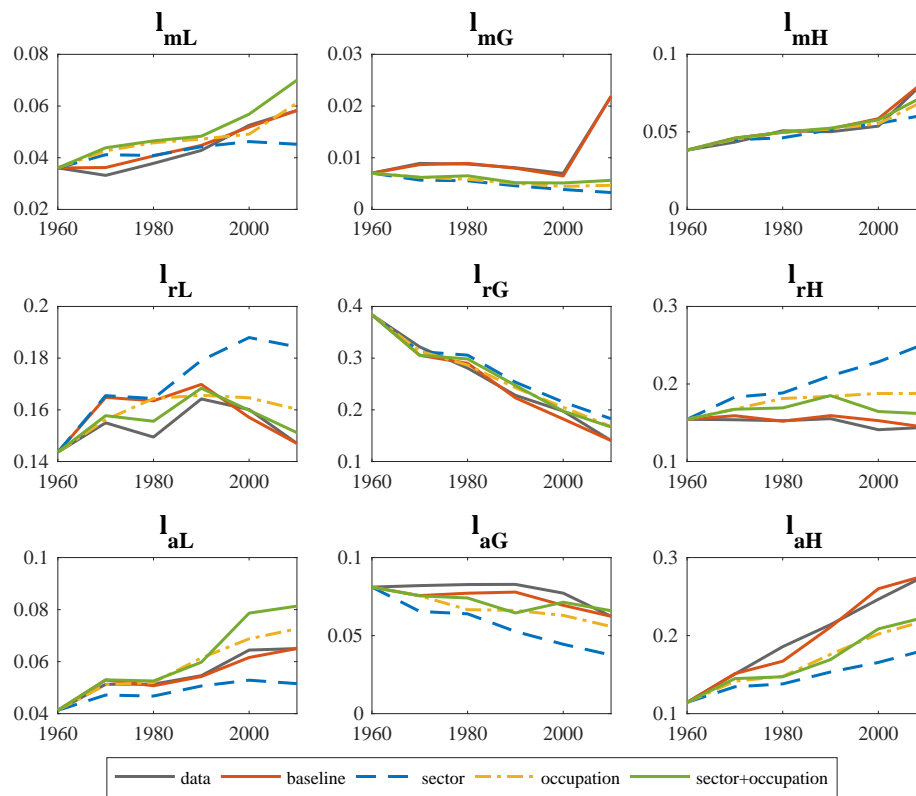 l_mL l_mG l_mH
0.08 0.03 0.1
0.06 0.02
0.05
0.04 0.01
0.02 0 0
1960 1980 2000 1960 1980 2000 1960 1980 2000
l_rL l_rG l_rH
0.2 0.4 0.3
0.18 0.3
0.2
0.16 0.2
0.14 0.1 0.1
1960 1980 2000 1960 1980 2000 1960 1980 2000
l_aL l_aG l_aH
0.1 0.1 0.3
0.08
0.05 0.2
0.06
0.04 0 0.1
1960 1980 2000 1960 1980 2000 1960 1980 2000
data baseline sector occupation sector+occupation